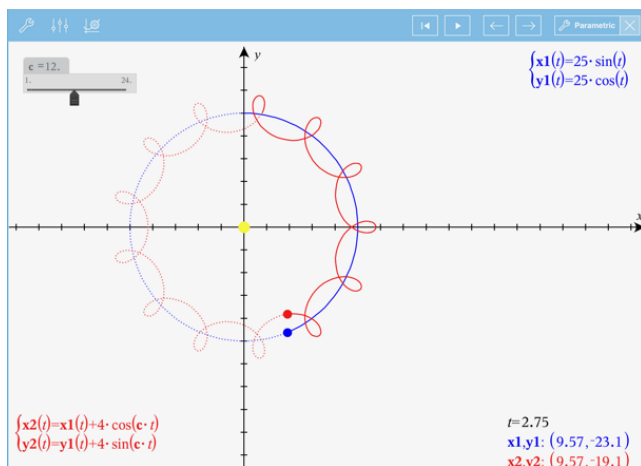 Parametric
y
c =12.
1. 24.
x1(t)=25·sin(t)
y1(t)=25·cos(t)
x
x2(t)=x1(t)+4·cos(c·t)
y2(t)=y1(t)+4·sin(c·t)
t=2.75
x1,y1: (9.57,-23.1)
x2,y2: (9.57,-19.1)